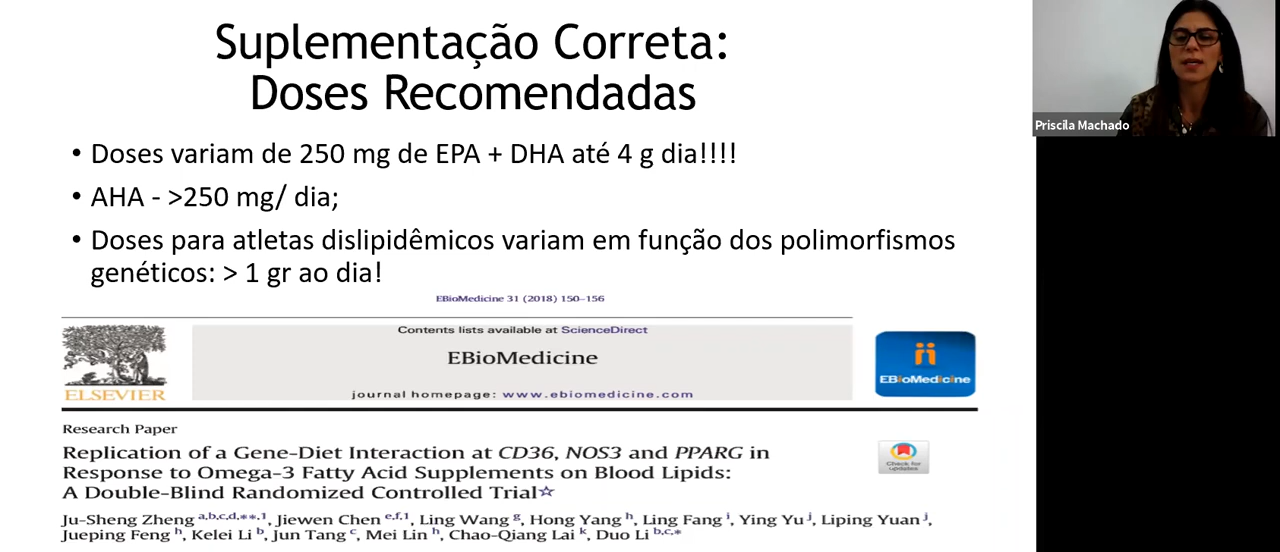 Suplementação Correta:
Doses Recomendadas
• Doses variam de 250 mg de EPA + DHA até 4 g dia!!!!
• AHA - >250 mg/ dia;
• Doses para atletas dislipidêmicos variam em função dos polimorfismos
genéticos: > 1 gr ao dia!
EBioMedicine 31 (2018) 150–156
Contents lists available at ScienceDirect
EBioMedicine
journal homepage: www.ebiomedicine.com
ELSEVIER
EBioMedicine
Research Paper
Replication of a Gene-Diet Interaction at CD36, NOS3 and PPARG in
Response to Omega-3 Fatty Acid Supplements on Blood Lipids:
A Double-Blind Randomized Controlled Trial☆
Check for
updates
Ju-Sheng Zheng a,b,c,d,**,1, Jiewen Chen e,f,1, Ling Wang g, Hong Yang h, Ling Fang i, Ying Yu j, Liping Yuan j,
Jueping Feng h, Kelei Li b, Jun Tang c, Mei Lin h, Chao-Qiang Lai k, Duo Li b,c,*
Priscila Machado